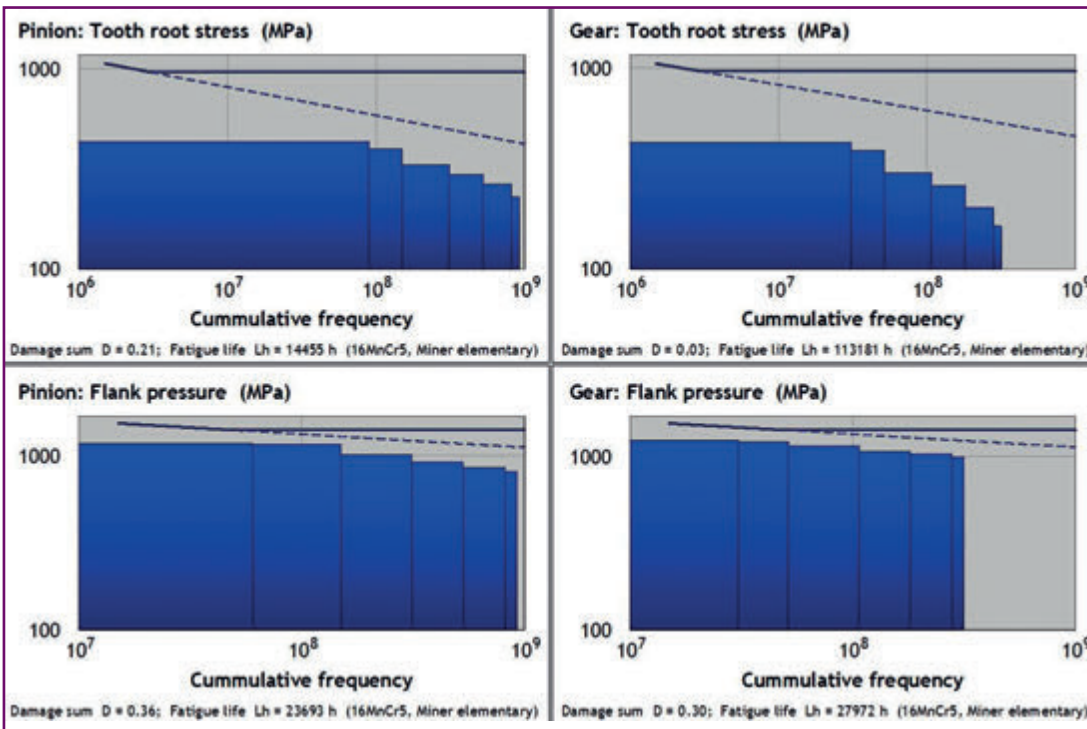 Pinion: Tooth root stress (MPa)
1000
100
10⁶ 10⁷ 10⁸ 10⁹
Cummulative frequency
Damage sum D = 0.21; Fatigue life Lh = 14455 h (16MnCr5, Miner elementary)
Gear: Tooth root stress (MPa)
1000
100
10⁶ 10⁷ 10⁸ 10⁹
Cummulative frequency
Damage sum D = 0.03; Fatigue life Lh = 113181 h (16MnCr5, Miner elementary)
Pinion: Flank pressure (MPa)
1000
100
10⁷ 10⁸ 10⁹
Cummulative frequency
Damage sum D = 0.36; Fatigue life Lh = 23693 h (16MnCr5, Miner elementary)
Gear: Flank pressure (MPa)
1000
100
10⁷ 10⁸ 10⁹
Cummulative frequency
Damage sum D = 0.30; Fatigue life Lh = 27972 h (16MnCr5, Miner elementary)